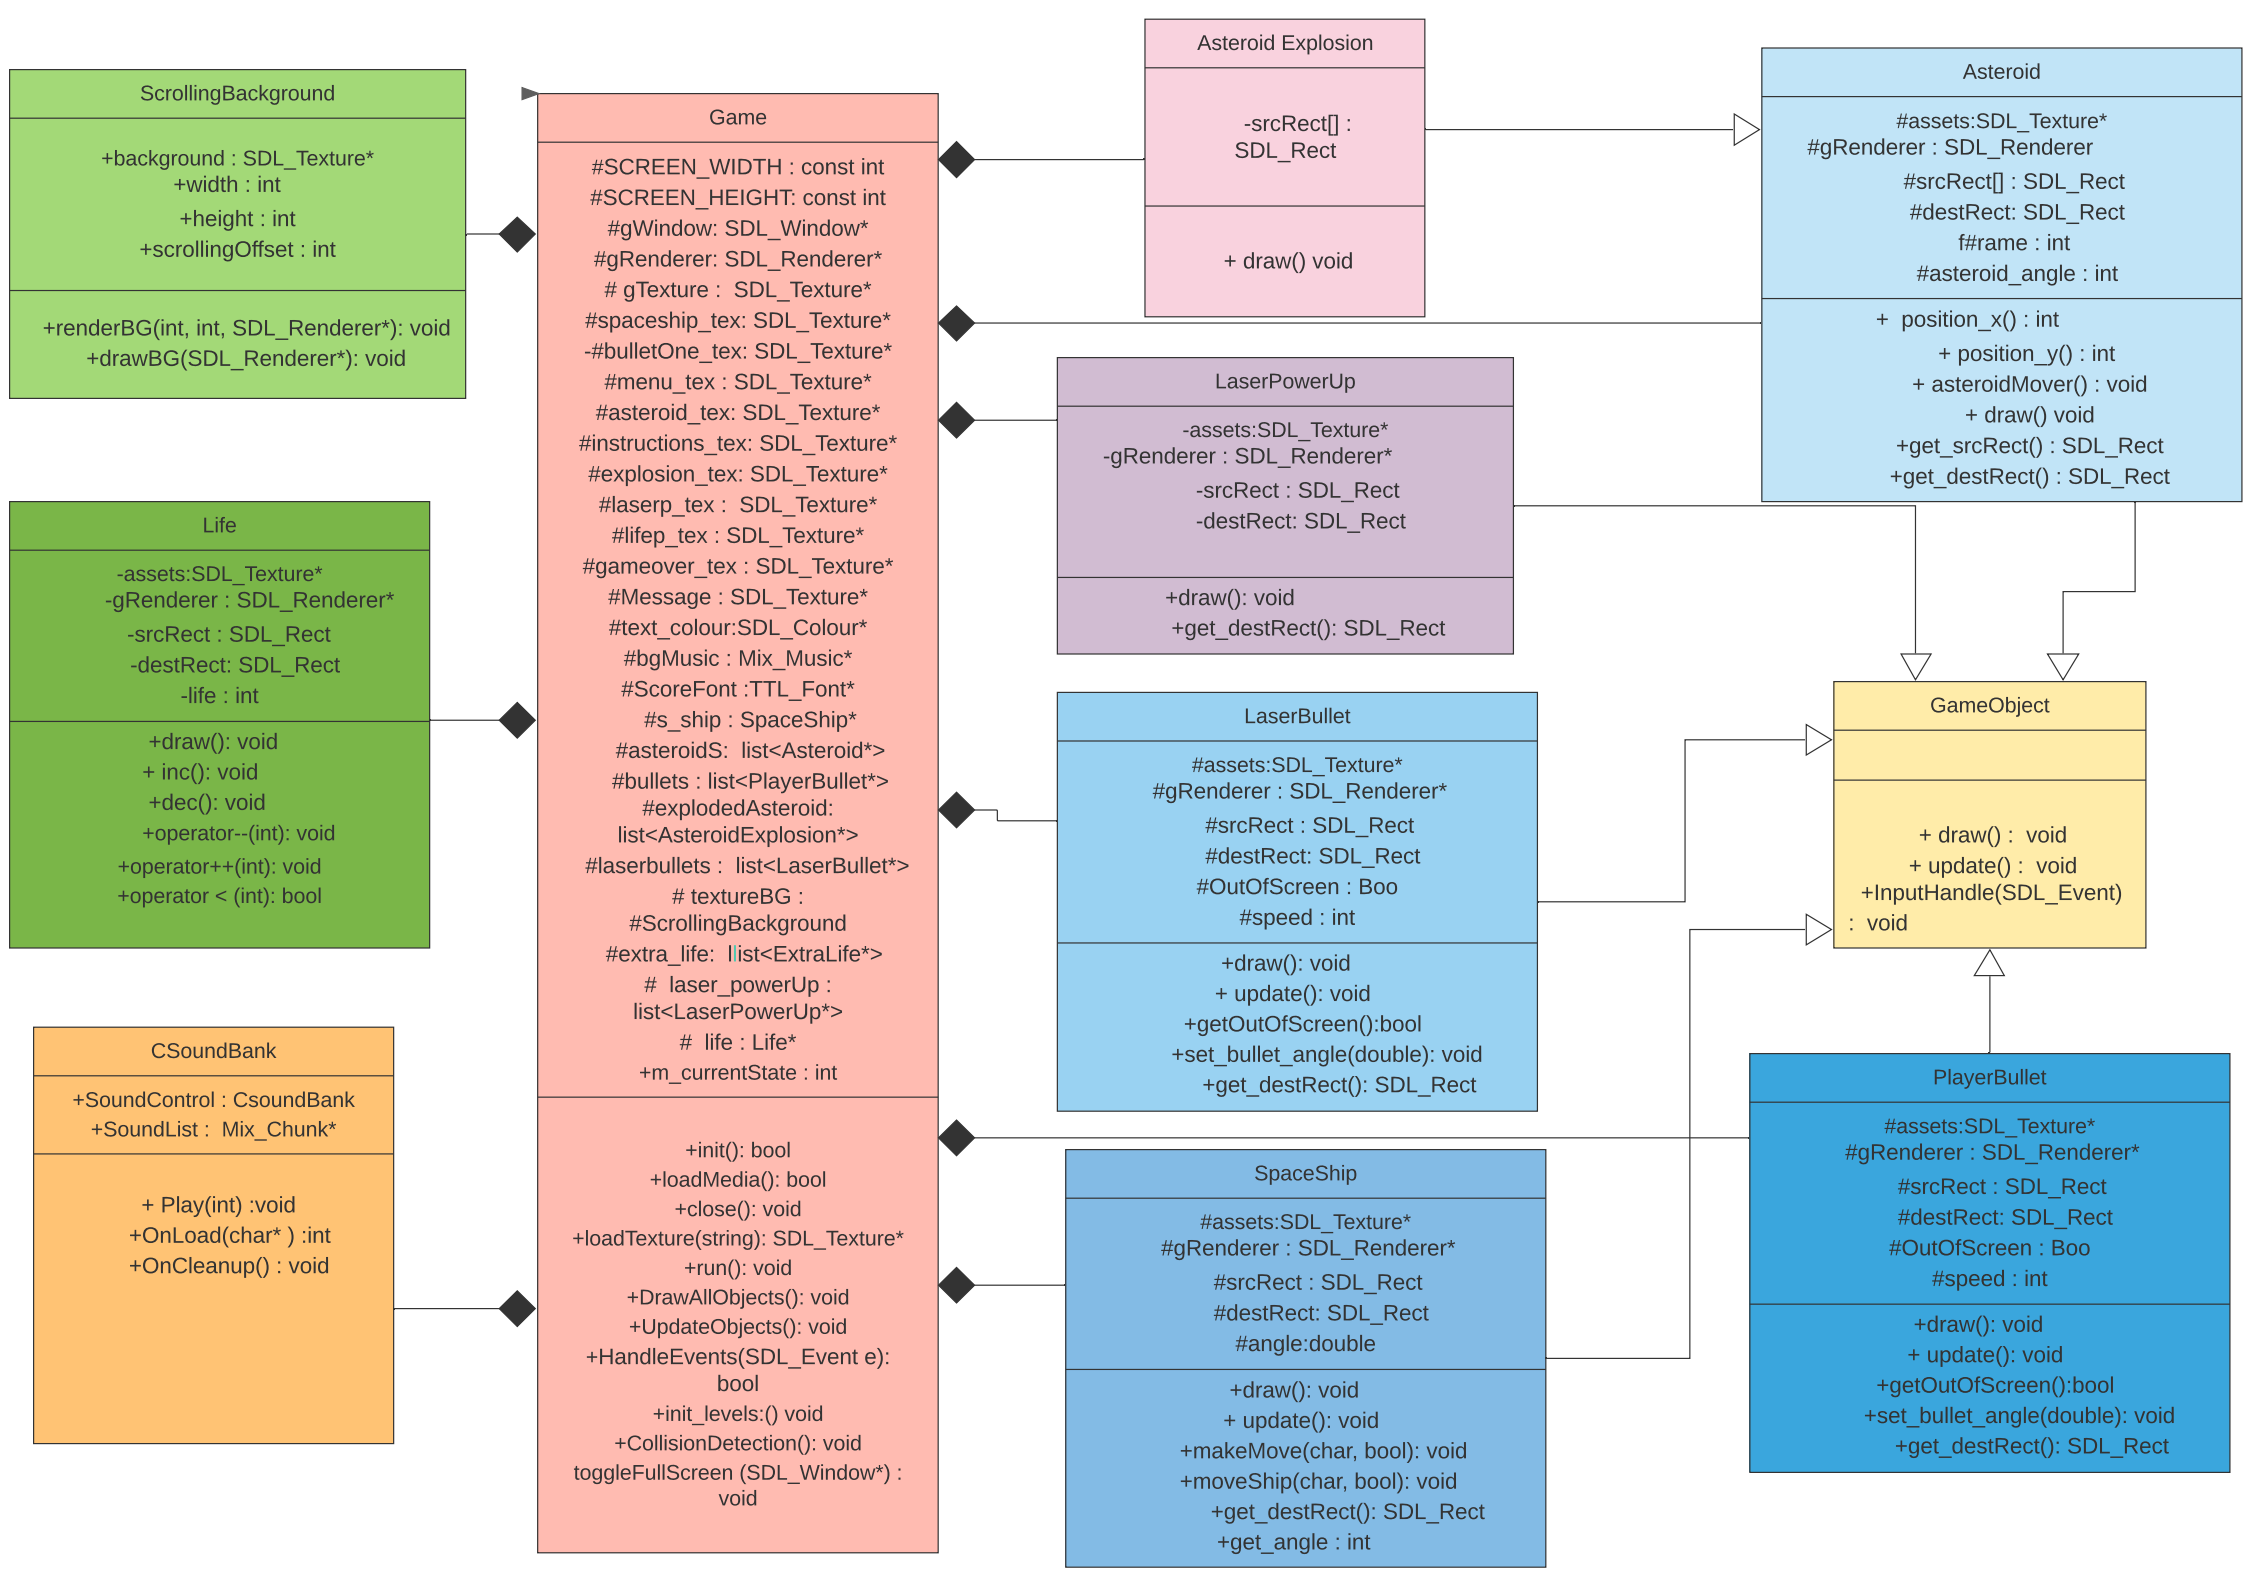 ScrollingBackground
+background : SDL_Texture*
+width : int
+height : int
+scrollingOffset : int
+renderBG(int, int, SDL_Renderer*): void
+drawBG(SDL_Renderer*): void
Life
-assets:SDL_Texture*
-gRenderer : SDL_Renderer*
-srcRect : SDL_Rect
-destRect: SDL_Rect
-life : int
+draw(): void
+ inc(): void
+dec(): void
+operator--(int): void
+operator++(int): void
+operator < (int): bool
CSoundBank
+SoundControl : CsoundBank
+SoundList :  Mix_Chunk*
+ Play(int) :void
+OnLoad(char* ) :int
+OnCleanup() : void
Game
#SCREEN_WIDTH : const int
#SCREEN_HEIGHT: const int
#gWindow: SDL_Window*
#gRenderer: SDL_Renderer*
# gTexture :  SDL_Texture*
#spaceship_tex: SDL_Texture*
-#bulletOne_tex: SDL_Texture*
#menu_tex : SDL_Texture*
#asteroid_tex: SDL_Texture*
#instructions_tex: SDL_Texture*
#explosion_tex: SDL_Texture*
#laserp_tex :  SDL_Texture*
#lifep_tex : SDL_Texture*
#gameover_tex : SDL_Texture*
#Message : SDL_Texture*
#text_colour:SDL_Colour*
#bgMusic : Mix_Music*
#ScoreFont :TTL_Font*
#s_ship : SpaceShip*
#asteroidS:  list<Asteroid*>
#bullets : list<PlayerBullet*>
#explodedAsteroid:
list<AsteroidExplosion*>
#laserbullets :  list<LaserBullet*>
# textureBG :
#ScrollingBackground
#extra_life:  llist<ExtraLife*>
#  laser_powerUp :
list<LaserPowerUp*>
#  life : Life*
+m_currentState : int
+init(): bool
+loadMedia(): bool
+close(): void
+loadTexture(string): SDL_Texture*
+run(): void
+DrawAllObjects(): void
+UpdateObjects(): void
+HandleEvents(SDL_Event e):
bool
+init_levels:() void
+CollisionDetection(): void
toggleFullScreen (SDL_Window*) :
void
Asteroid Explosion
-srcRect[] :
SDL_Rect
+ draw() void
LaserPowerUp
-assets:SDL_Texture*
-gRenderer : SDL_Renderer*
-srcRect : SDL_Rect
-destRect: SDL_Rect
+draw(): void
+get_destRect(): SDL_Rect
LaserBullet
#assets:SDL_Texture*
#gRenderer : SDL_Renderer*
#srcRect : SDL_Rect
#destRect: SDL_Rect
#OutOfScreen : Boo
#speed : int
+draw(): void
+ update(): void
+getOutOfScreen():bool
+set_bullet_angle(double): void
+get_destRect(): SDL_Rect
SpaceShip
#assets:SDL_Texture*
#gRenderer : SDL_Renderer*
#srcRect : SDL_Rect
#destRect: SDL_Rect
#angle:double
+draw(): void
+ update(): void
+makeMove(char, bool): void
+moveShip(char, bool): void
+get_destRect(): SDL_Rect
+get_angle : int
Asteroid
#assets:SDL_Texture*
#gRenderer : SDL_Renderer
#srcRect[] : SDL_Rect
#destRect: SDL_Rect
f#rame : int
#asteroid_angle : int
+  position_x() : int
+ position_y() : int
+ asteroidMover() : void
+ draw() void
+get_srcRect() : SDL_Rect
+get_destRect() : SDL_Rect
GameObject
+ draw() :  void
+ update() :  void
+InputHandle(SDL_Event)
:  void
PlayerBullet
#assets:SDL_Texture*
#gRenderer : SDL_Renderer*
#srcRect : SDL_Rect
#destRect: SDL_Rect
#OutOfScreen : Boo
#speed : int
+draw(): void
+ update(): void
+getOutOfScreen():bool
+set_bullet_angle(double): void
+get_destRect(): SDL_Rect